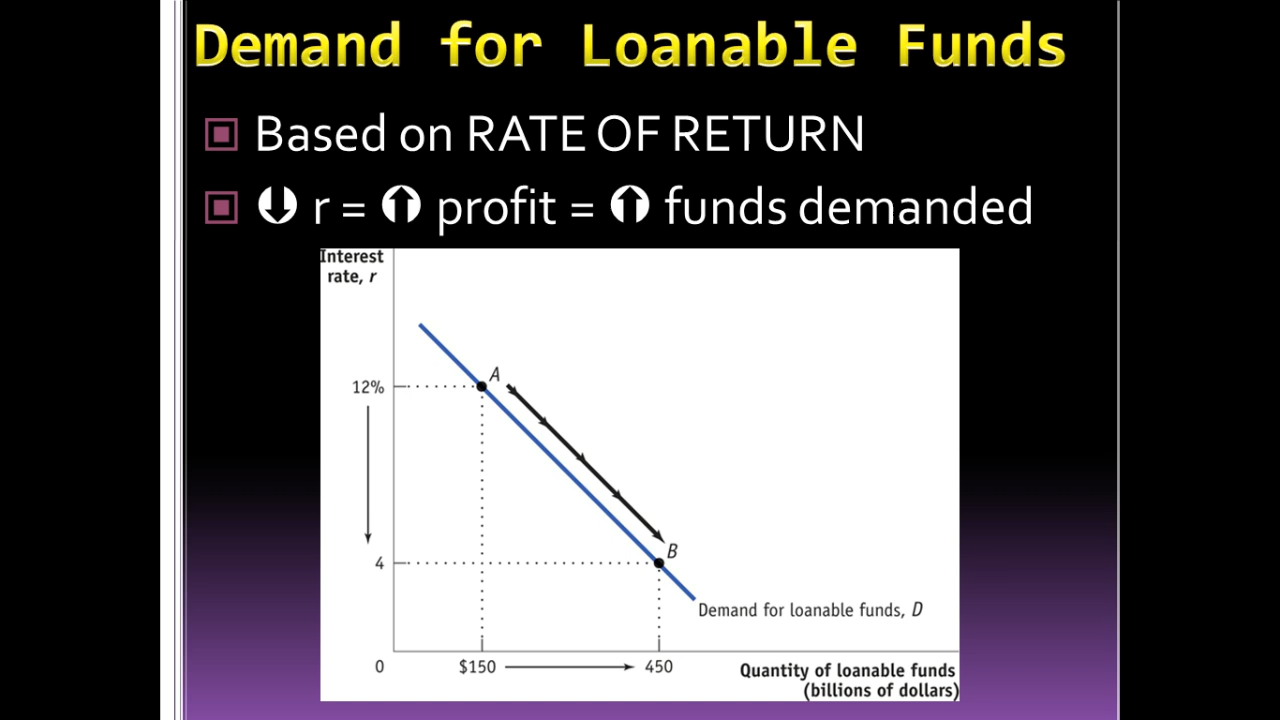 Demand for Loanable Funds
Based on RATE OF RETURN
⬇ r = ⬆ profit = ⬆ funds demanded
Interest
rate, r
A
12%
B
4
Demand for loanable funds, D
0
$150
450
Quantity of loanable funds
(billions of dollars)